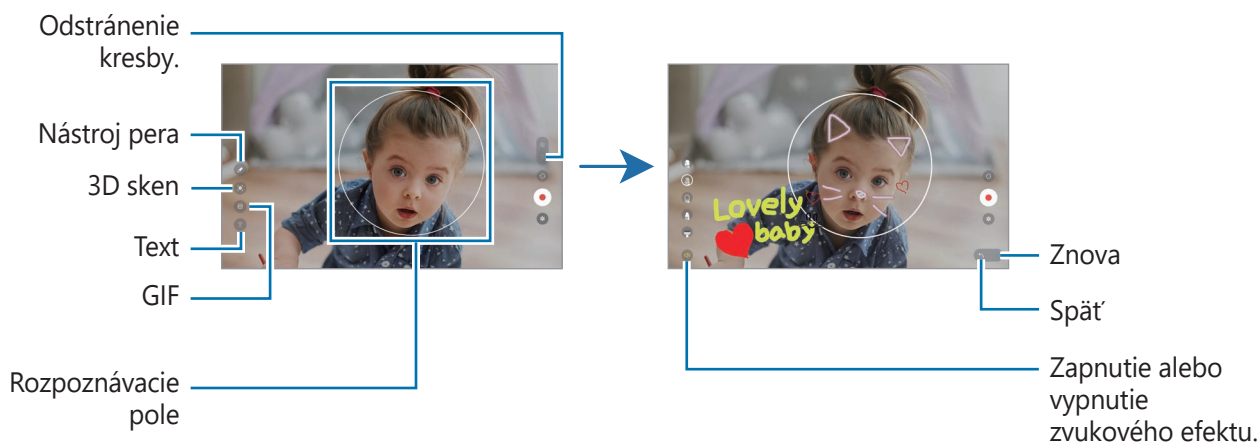 Odstránenie
kresby.
Nástroj pera
3D sken
Text
GIF
Rozpoznávacie
pole
Lovely
baby
Znova
Späť
Zapnutie alebo
vypnutie
zvukového efektu.